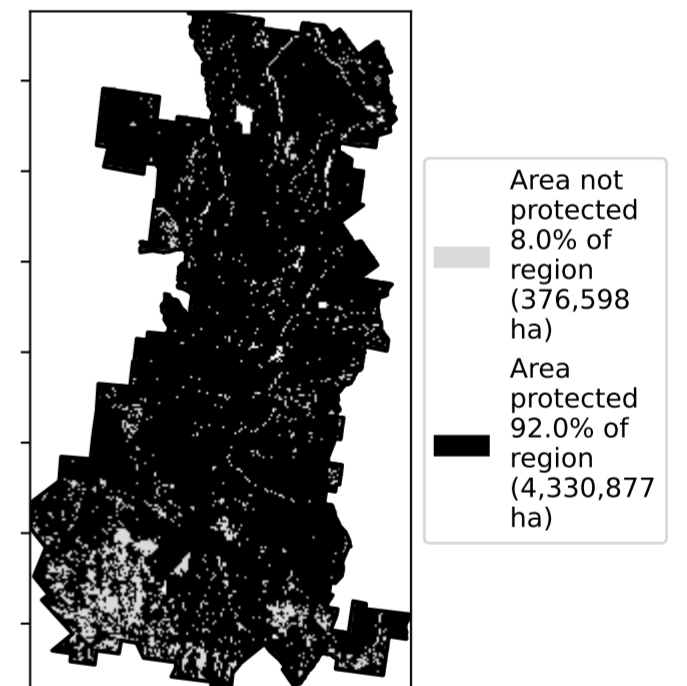 Area not
protected
8.0% of
region
(376,598
ha)
Area
protected
92.0% of
region
(4,330,877
ha)